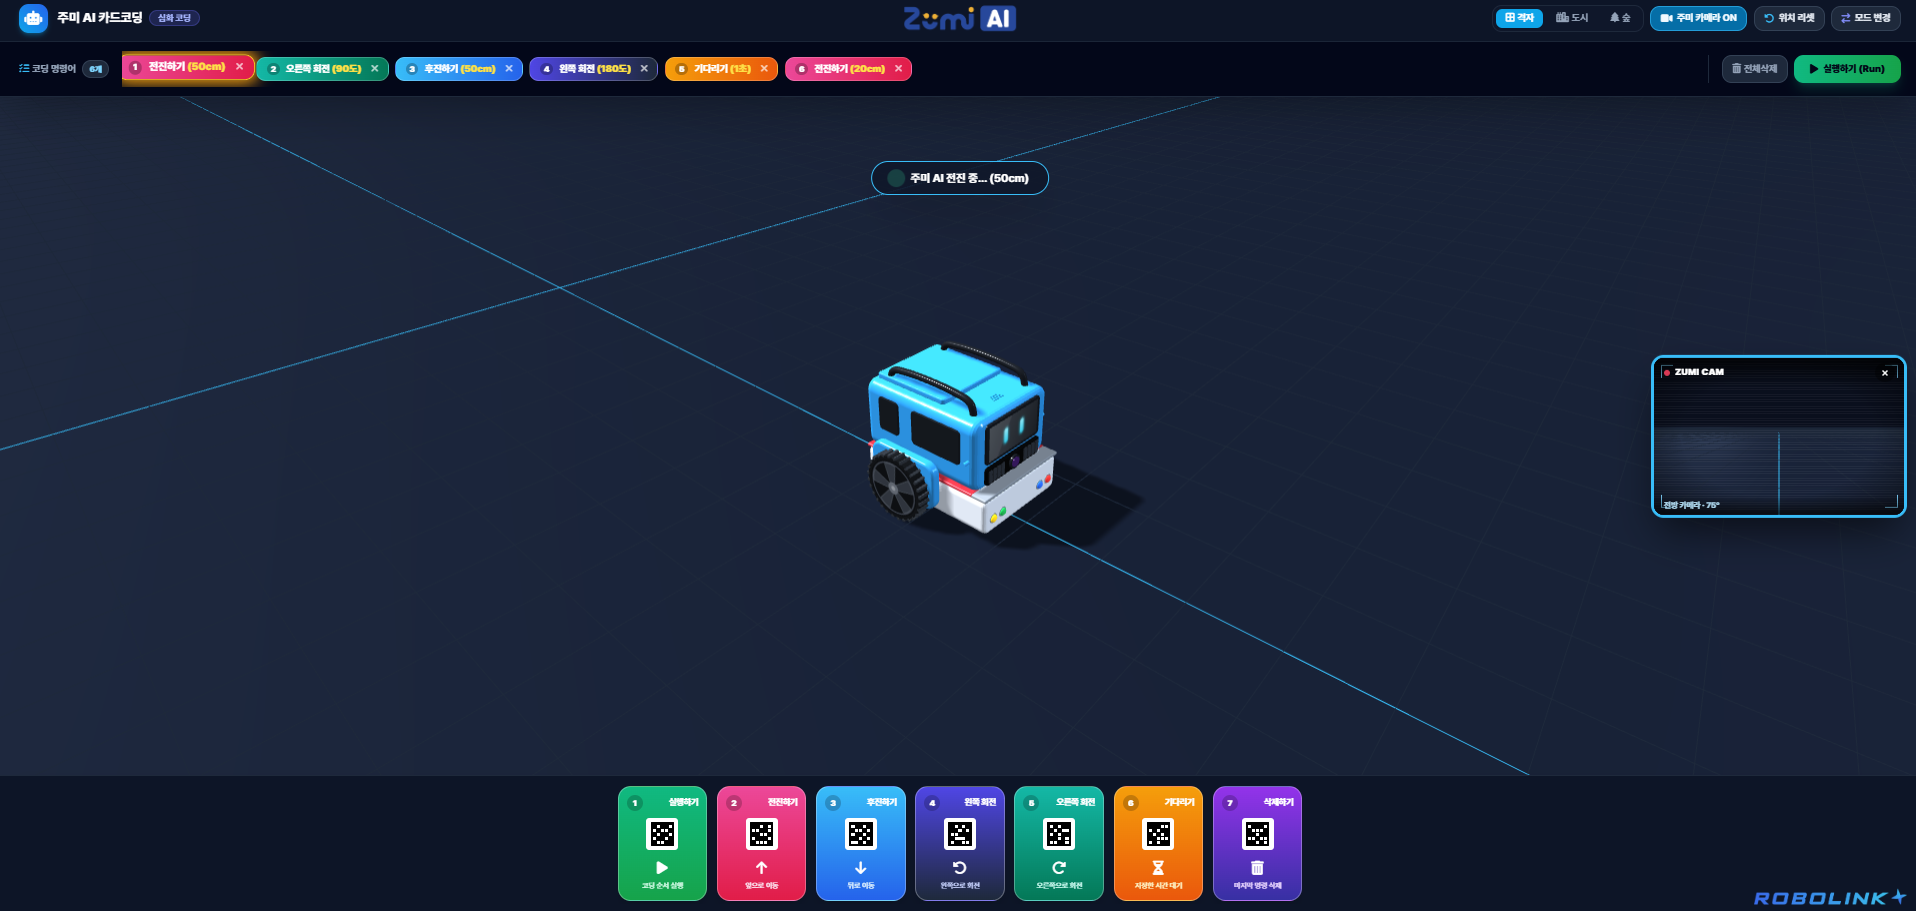 주미 AI 카드코딩 심화 코딩
Zumi AI
격자 도시 숲 주미 카메라 ON 위치 리셋 모드 변경
코딩 명령어 6개
1 전진하기 (50cm) ✕
2 오른쪽 회전 (90도) ✕
3 후진하기 (50cm) ✕
4 왼쪽 회전 (180도) ✕
5 기다리기 (1초) ✕
6 전진하기 (20cm) ✕
전체삭제 실행하기 (Run)
주미 AI 전진 중... (50cm)
ZUMI CAM ✕
전방 카메라 · 75°
1 실행하기
코딩 순서 실행
2 전진하기
앞으로 이동
3 후진하기
뒤로 이동
4 왼쪽 회전
왼쪽으로 회전
5 오른쪽 회전
오른쪽으로 회전
6 기다리기
지정한 시간 대기
7 삭제하기
마지막 명령 삭제
ROBOLINK